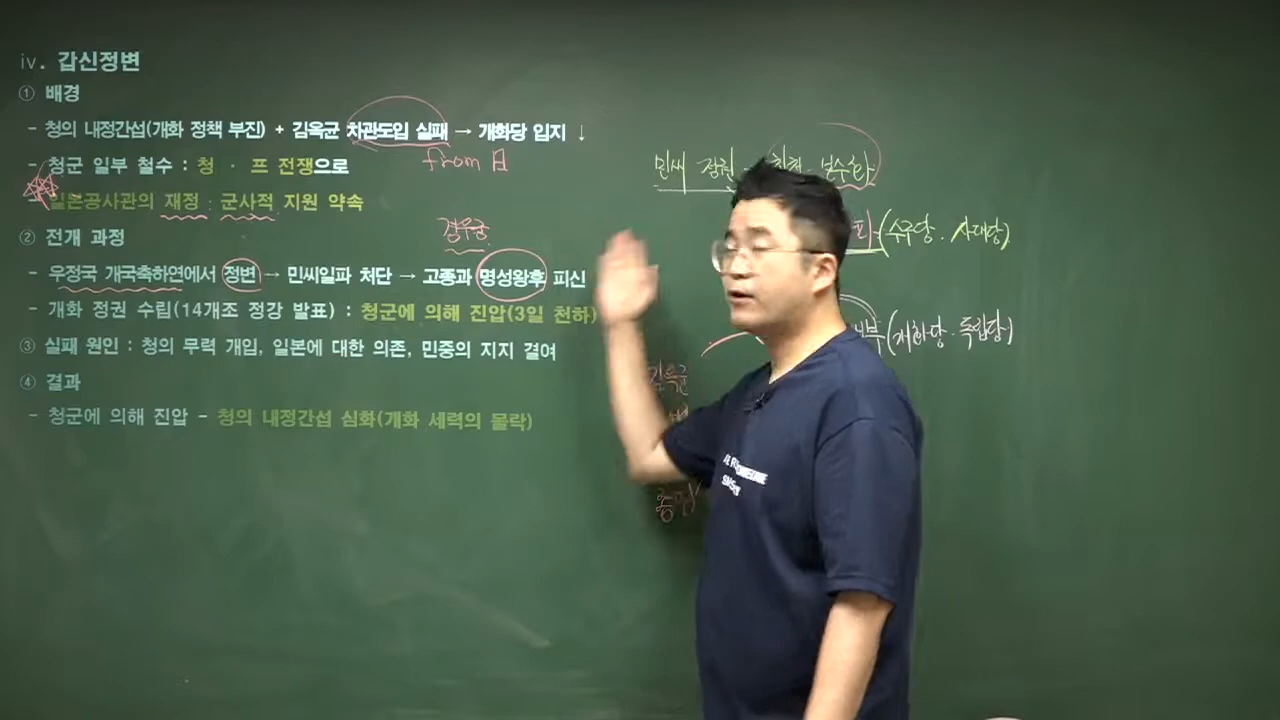 iv. 갑신정변
① 배경
- 청의 내정간섭(개화 정책 부진) + 김옥균 차관도입 실패 → 개화당 입지 ↓
from 日
- 청군 일부 철수 : 청 · 프 전쟁으로
일본공사관의 재정 · 군사적 지원 약속
② 전개 과정
경우궁
- 우정국 개국축하연에서 정변 → 민씨일파 처단 → 고종과 명성왕후 피신
- 개화 정권 수립(14개조 정강 발표) : 청군에 의해 진압(3일 천하)
③ 실패 원인 : 청의 무력 개입, 일본에 대한 의존, 민중의 지지 결여
④ 결과
- 청군에 의해 진압 - 청의 내정간섭 심화(개화 세력의 몰락)
민씨 정권
보수화
파(수구당 · 사대당)
(개화당 · 독립당)
김옥균